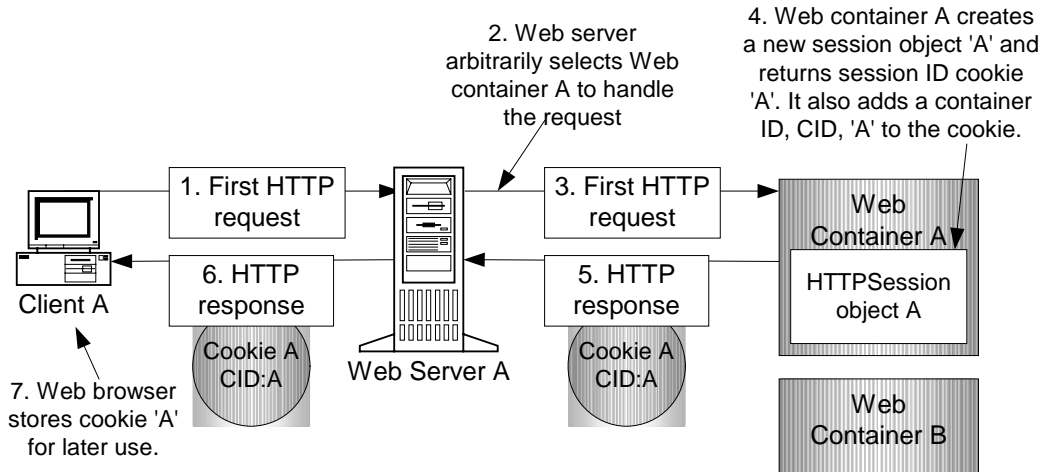 2. Web server
arbitrarily selects Web
container A to handle
the request
4. Web container A creates
a new session object 'A' and
returns session ID cookie
'A'. It also adds a container
ID, CID, 'A' to the cookie.
1. First HTTP
request
3. First HTTP
request
Web
Container A
HTTPSession
object A
6. HTTP
response
5. HTTP
response
Client A
Cookie A
CID:A
Web Server A
Cookie A
CID:A
7. Web browser
stores cookie 'A'
for later use.
Web
Container B